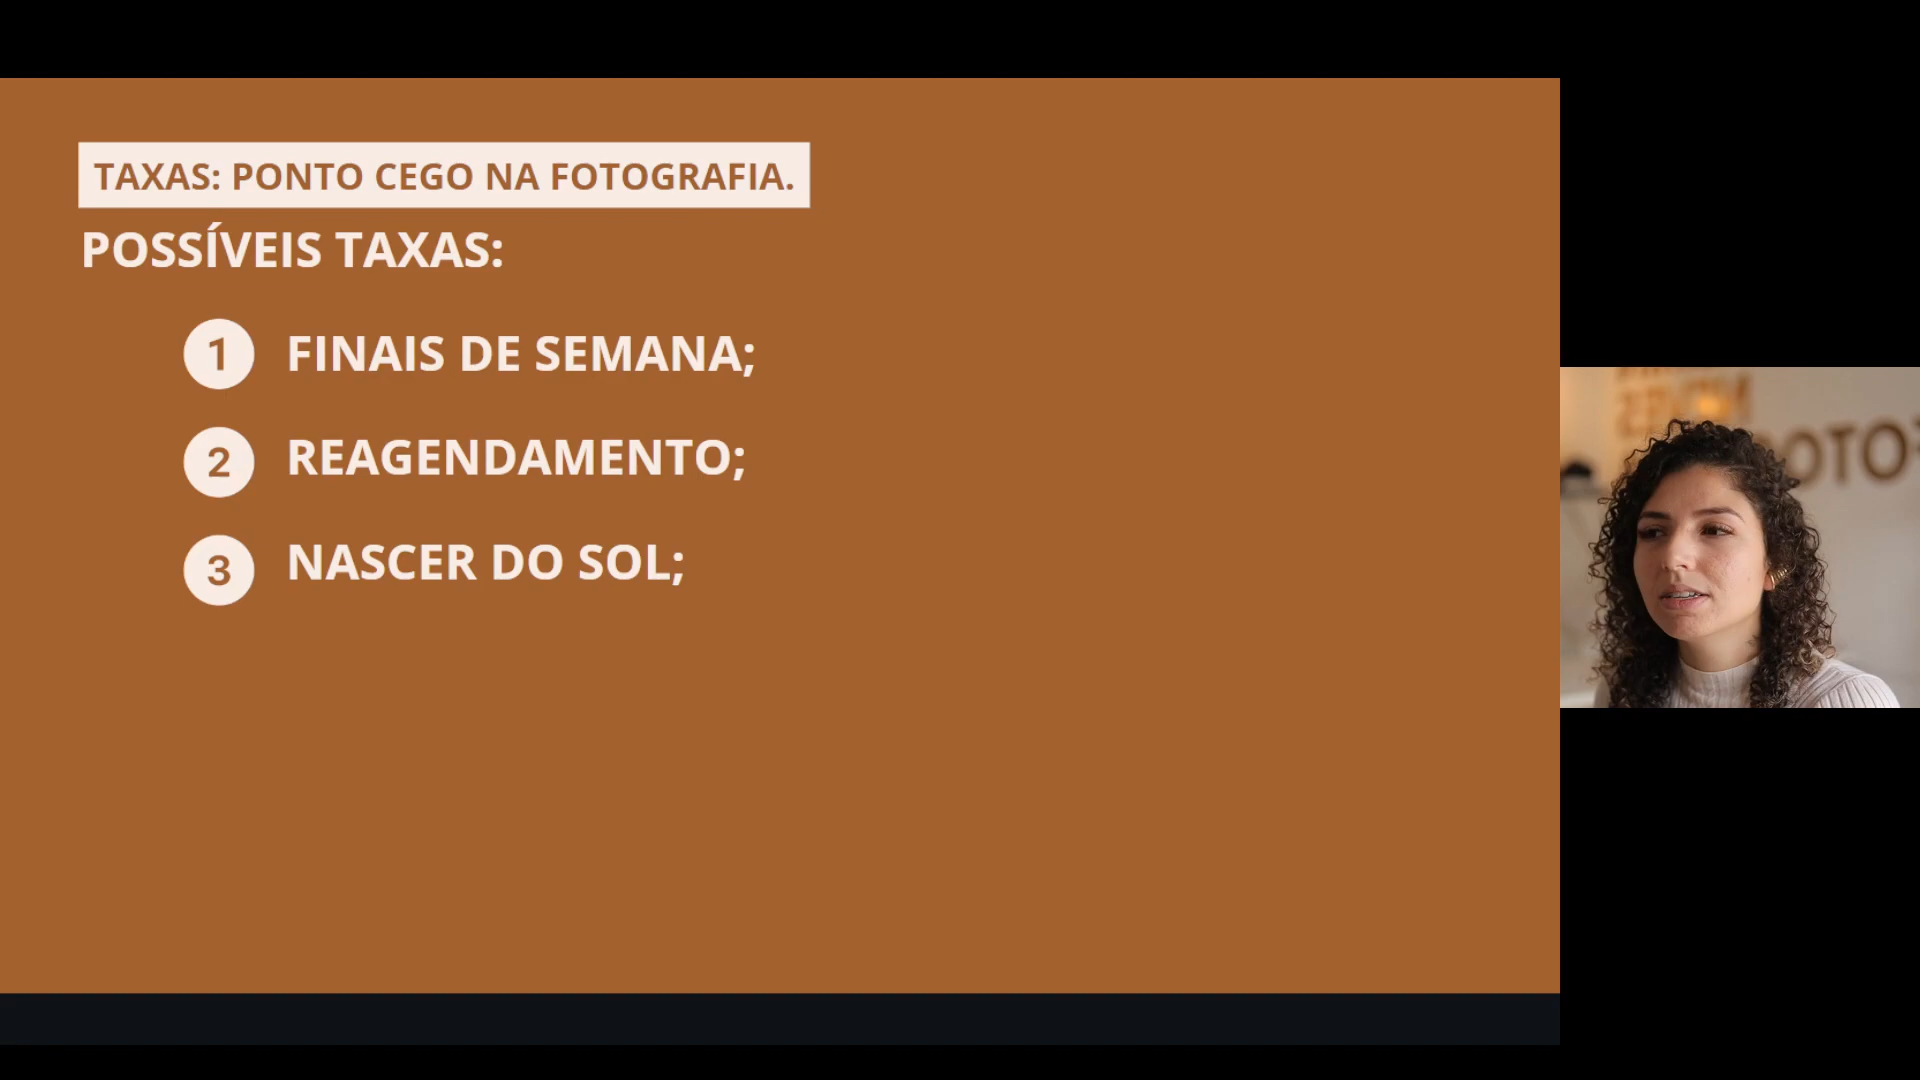 TAXAS: PONTO CEGO NA FOTOGRAFIA.
POSSÍVEIS TAXAS:
1 FINAIS DE SEMANA;
2 REAGENDAMENTO;
3 NASCER DO SOL;